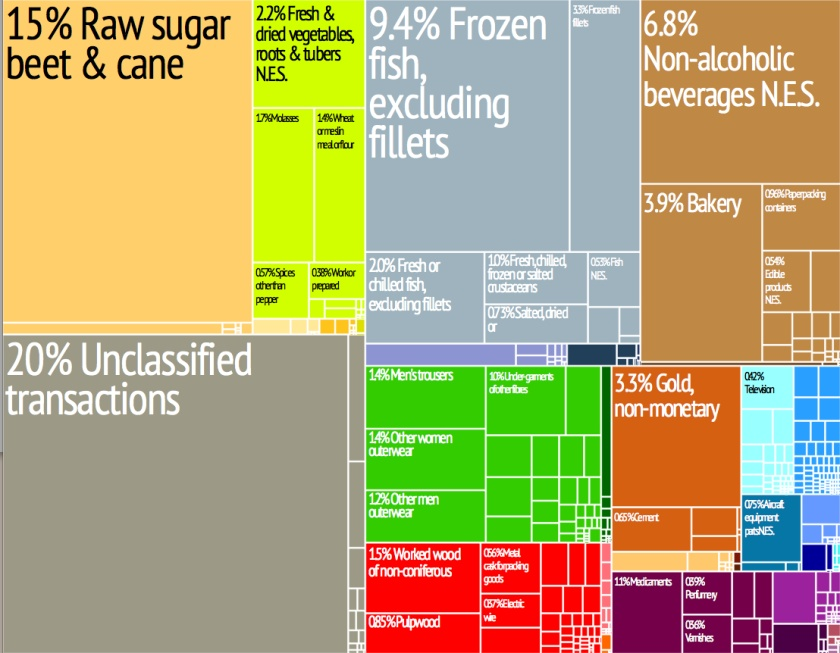 15% Raw sugar
beet & cane
2.2% Fresh &
dried vegetables,
roots & tubers
N.E.S.
1.7% Molasses
1.4% Wheat
or meslin
meal or flour
0.57% Spices
other than
pepper
0.38% Work or
prepared
20% Unclassified
transactions
9.4% Frozen
fish,
excluding
fillets
3.3% Frozen fish
fillets
2.0% Fresh or
chilled fish,
excluding fillets
1.0% Fresh, chilled,
frozen or salted
crustaceans
0.73% Salted, dried
or
0.53% Fish
N.E.S.
6.8%
Non-alcoholic
beverages N.E.S.
3.9% Bakery
0.96% Paper packing
containers
0.54%
Edible
products
N.E.S.
1.4% Men's trousers
1.4% Other women
outerwear
1.2% Other men
outerwear
1.0% Under-garments
of other fibres
1.5% Worked wood
of non-coniferous
0.85% Pulpwood
0.56% Metal
cask for packing
goods
0.37% Electric
wire
3.3% Gold,
non-monetary
0.65% Cement
0.42%
Television
0.75% Aircraft
equipment
parts N.E.S.
1.1% Medicaments
0.59%
Perfumery
0.56%
Varnishes